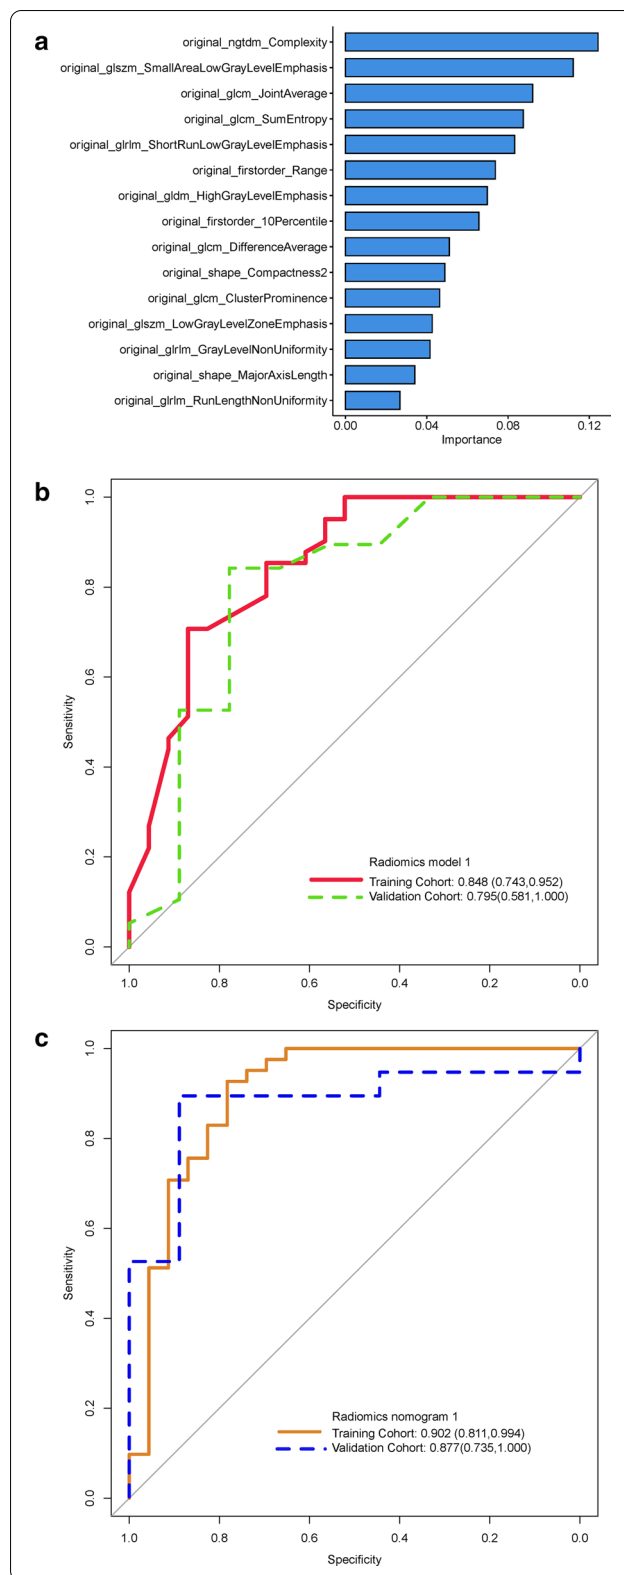 a
original_ngtdm_Complexity
original_glszm_SmallAreaLowGrayLevelEmphasis
original_glcm_JointAverage
original_glcm_SumEntropy
original_glrlm_ShortRunLowGrayLevelEmphasis
original_firstorder_Range
original_gldm_HighGrayLevelEmphasis
original_firstorder_10Percentile
original_glcm_DifferenceAverage
original_shape_Compactness2
original_glcm_ClusterProminence
original_glszm_LowGrayLevelZoneEmphasis
original_glrlm_GrayLevelNonUniformity
original_shape_MajorAxisLength
original_glrlm_RunLengthNonUniformity
0.00 0.04 0.08 0.12
Importance
b
1.0
0.8
0.6
0.4
0.2
0.0
Sensitivity
Radiomics model 1
Training Cohort: 0.848 (0.743,0.952)
Validation Cohort: 0.795(0.581,1.000)
1.0 0.8 0.6 0.4 0.2 0.0
Specificity
c
1.0
0.8
0.6
0.4
0.2
0.0
Sensitivity
Radiomics nomogram 1
Training Cohort: 0.902 (0.811,0.994)
Validation Cohort: 0.877(0.735,1.000)
1.0 0.8 0.6 0.4 0.2 0.0
Specificity